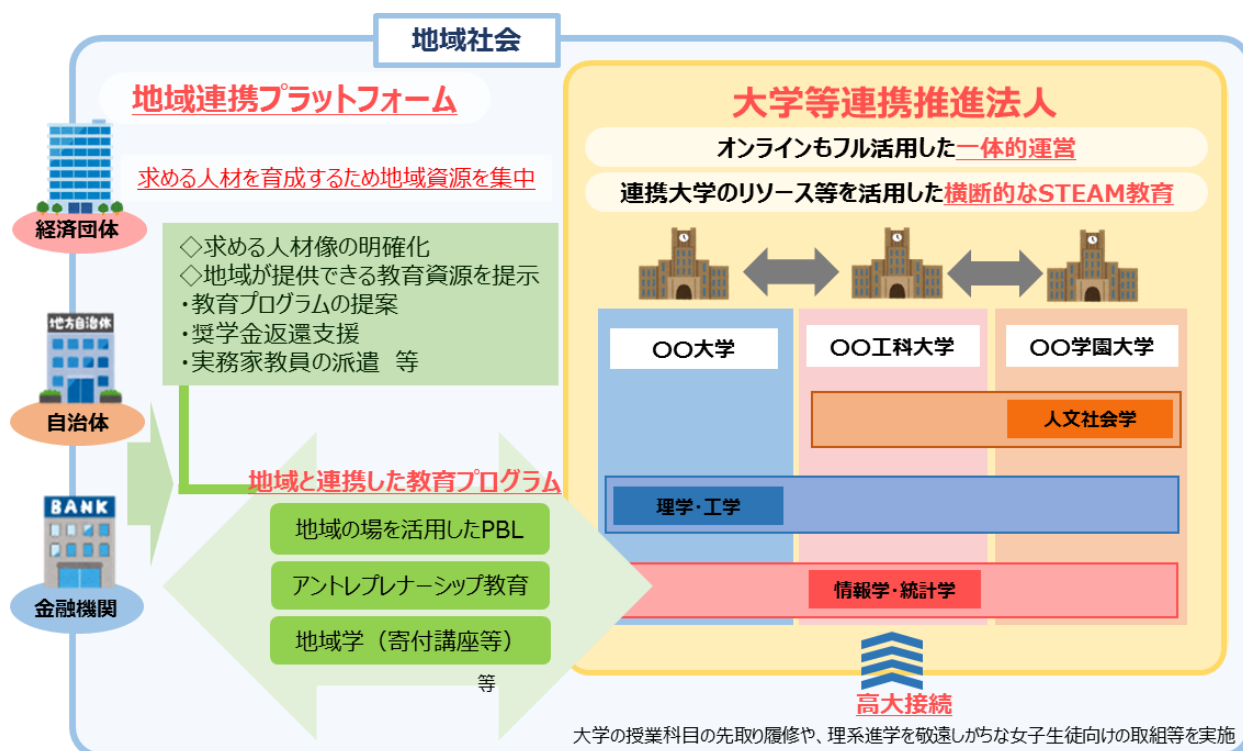 地域社会
地域連携プラットフォーム
求める人材を育成するため地域資源を集中
経済団体
◇求める人材像の明確化
◇地域が提供できる教育資源を提示
・教育プログラムの提案
・奨学金返還支援
・実務家教員の派遣 等
地方自治体
自治体
BANK
金融機関
地域と連携した教育プログラム
地域の場を活用したPBL
アントレプレナーシップ教育
地域学（寄付講座等）
等
大学等連携推進法人
オンラインもフル活用した一体的運営
連携大学のリソース等を活用した横断的なSTEAM教育
〇〇大学
〇〇工科大学
〇〇学園大学
人文社会学
理学・工学
情報学・統計学
高大接続
大学の授業科目の先取り履修や、理系進学を敬遠しがちな女子生徒向けの取組等を実施